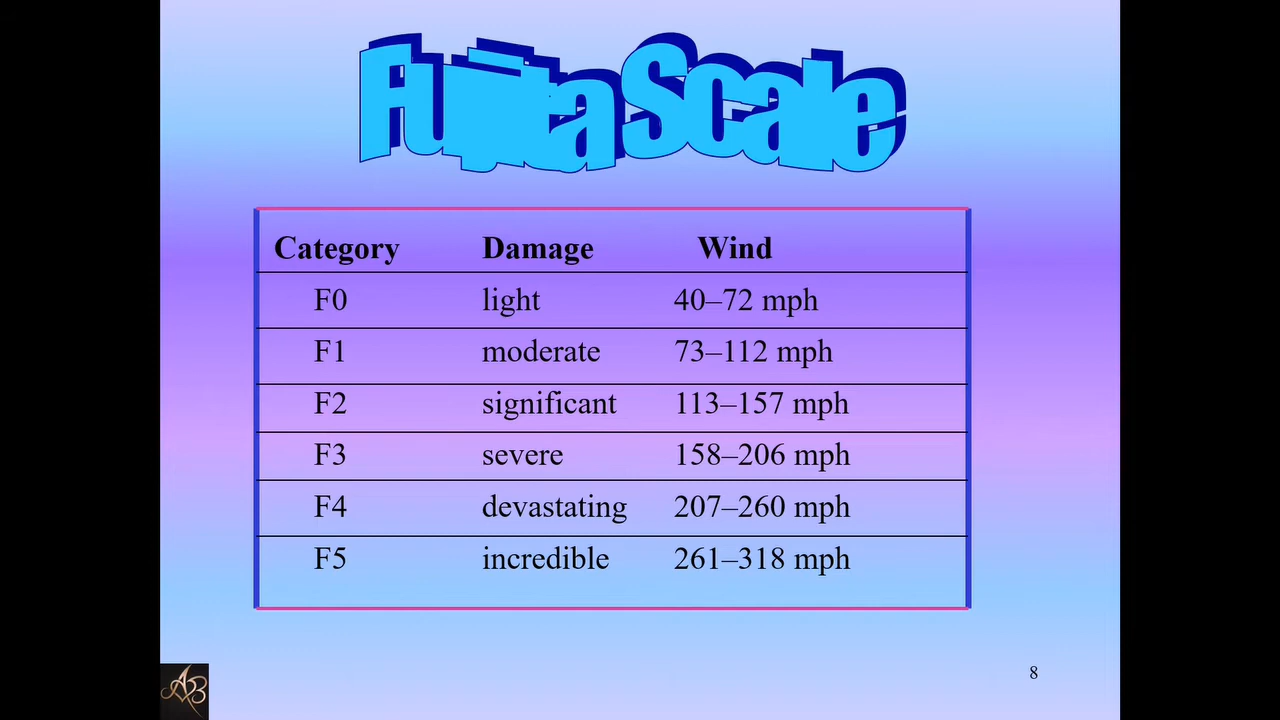 Fujita Scale
Category Damage Wind
F0 light 40–72 mph
F1 moderate 73–112 mph
F2 significant 113–157 mph
F3 severe 158–206 mph
F4 devastating 207–260 mph
F5 incredible 261–318 mph
8